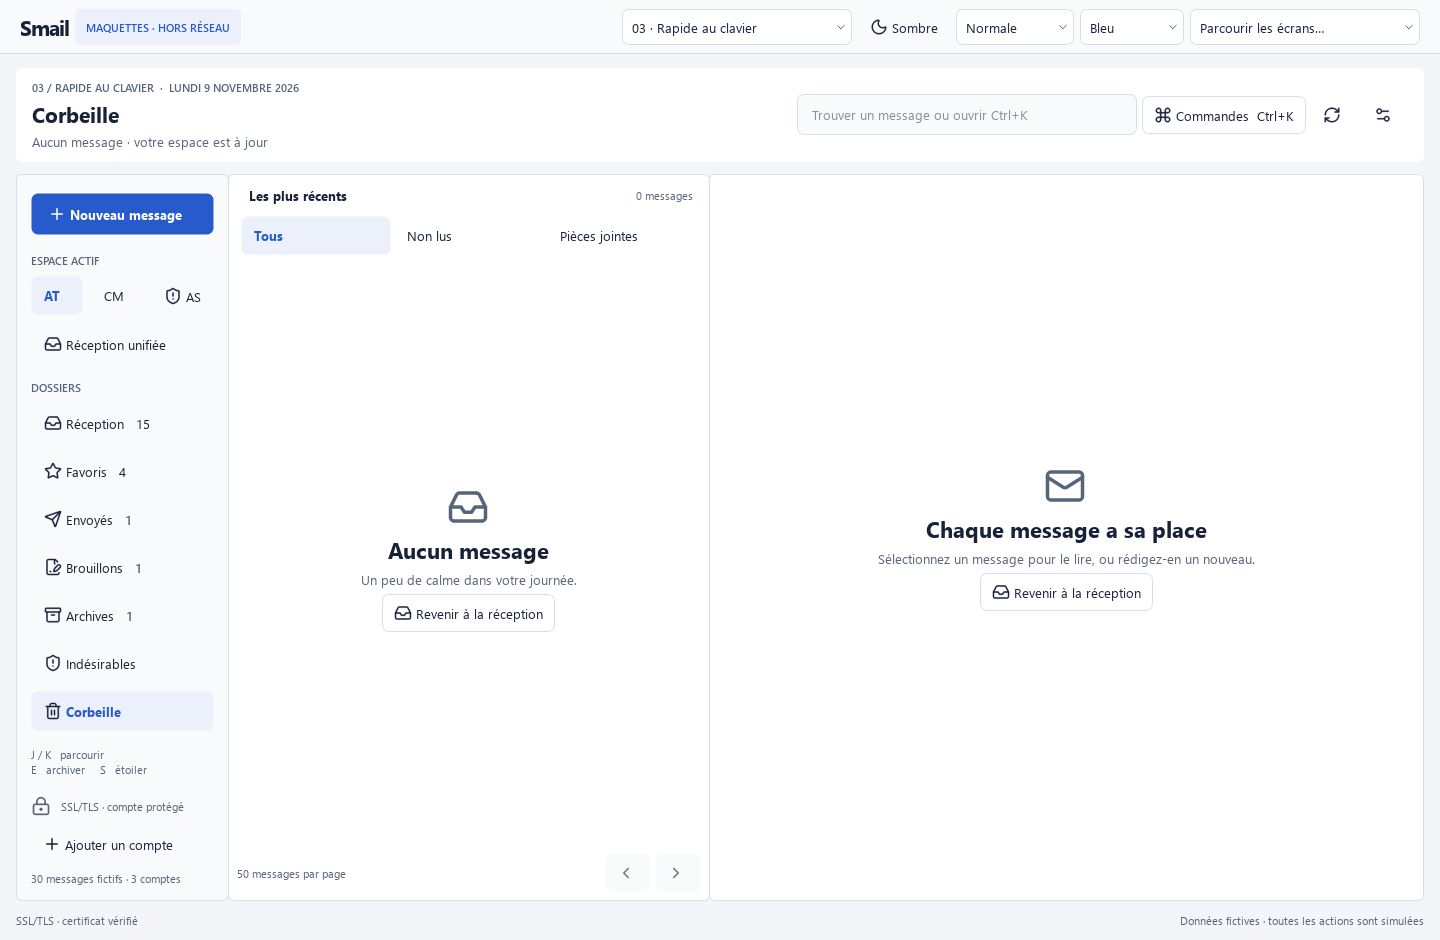 Smail MAQUETTES · HORS RÉSEAU 03 · Rapide au clavier Sombre Normale Bleu Parcourir les écrans...
03 / RAPIDE AU CLAVIER · LUNDI 9 NOVEMBRE 2026
Corbeille
Aucun message · votre espace est à jour
Trouver un message ou ouvrir Ctrl+K
Commandes Ctrl+K
Nouveau message
ESPACE ACTIF
AT CM AS
Réception unifiée
DOSSIERS
Réception 15
Favoris 4
Envoyés 1
Brouillons 1
Archives 1
Indésirables
Corbeille
J / K parcourir
E archiver S étoiler
SSL/TLS · compte protégé
Ajouter un compte
30 messages fictifs · 3 comptes
Les plus récents 0 messages
Tous Non lus Pièces jointes
Aucun message
Un peu de calme dans votre journée.
Revenir à la réception
50 messages par page
Chaque message a sa place
Sélectionnez un message pour le lire, ou rédigez-en un nouveau.
Revenir à la réception
SSL/TLS · certificat vérifié
Données fictives · toutes les actions sont simulées